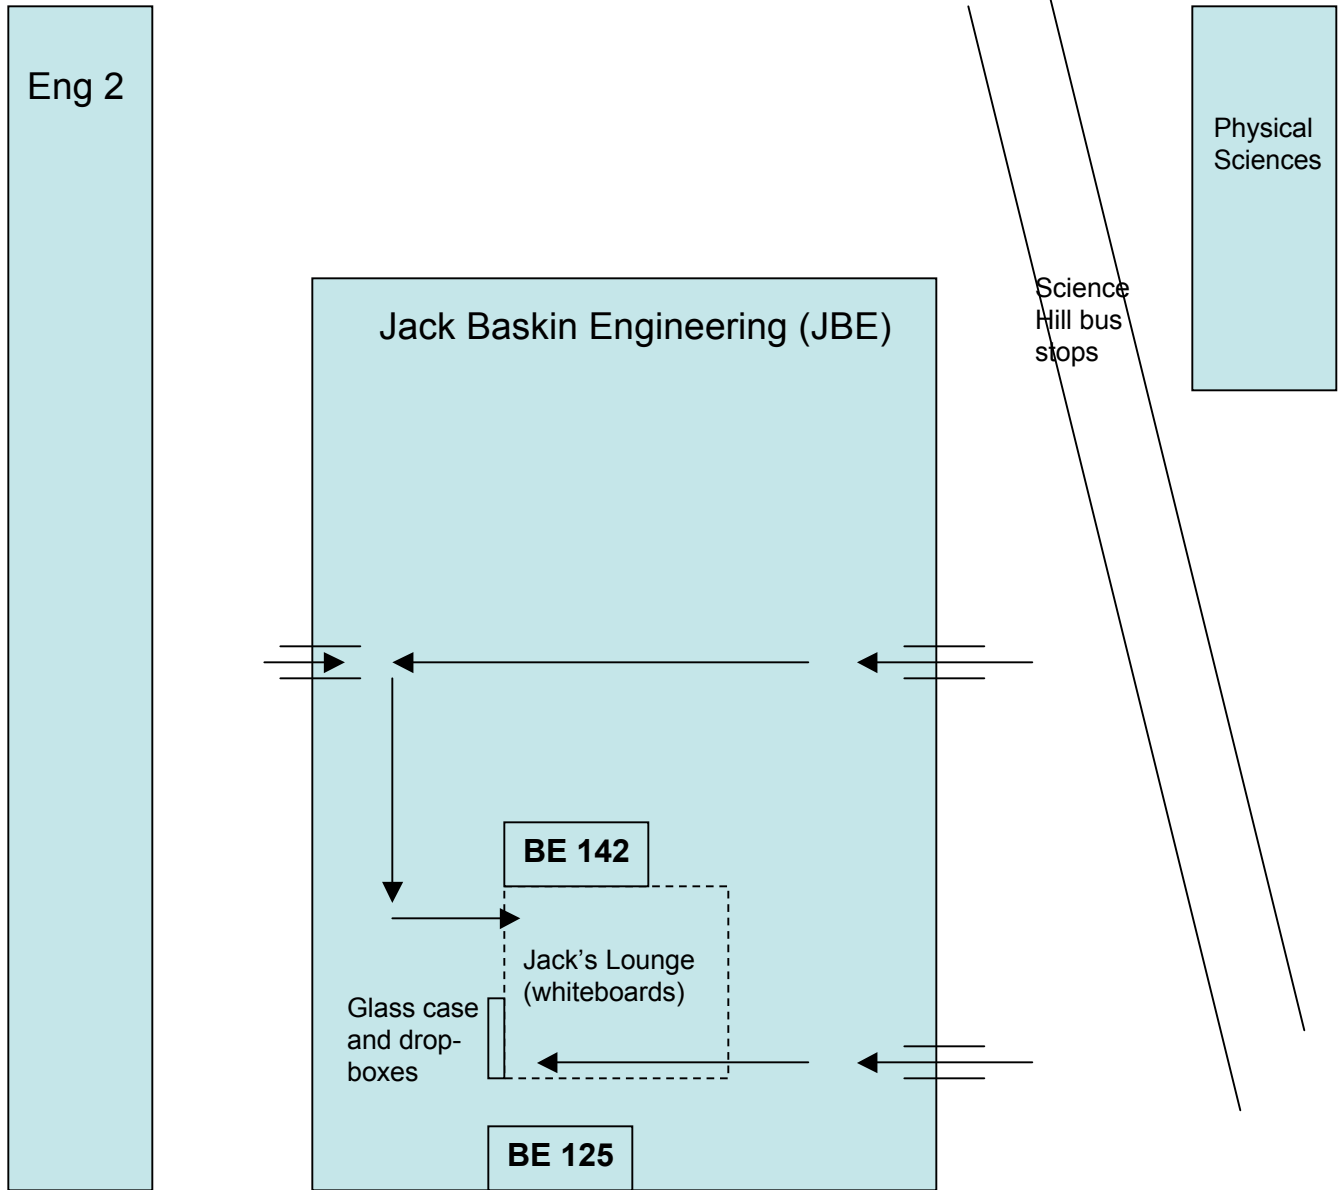 Eng 2
Physical
Sciences
Science
Hill bus
stops
Jack Baskin Engineering (JBE)
BE 142
Jack’s Lounge
(whiteboards)
Glass case
and drop-
boxes
BE 125